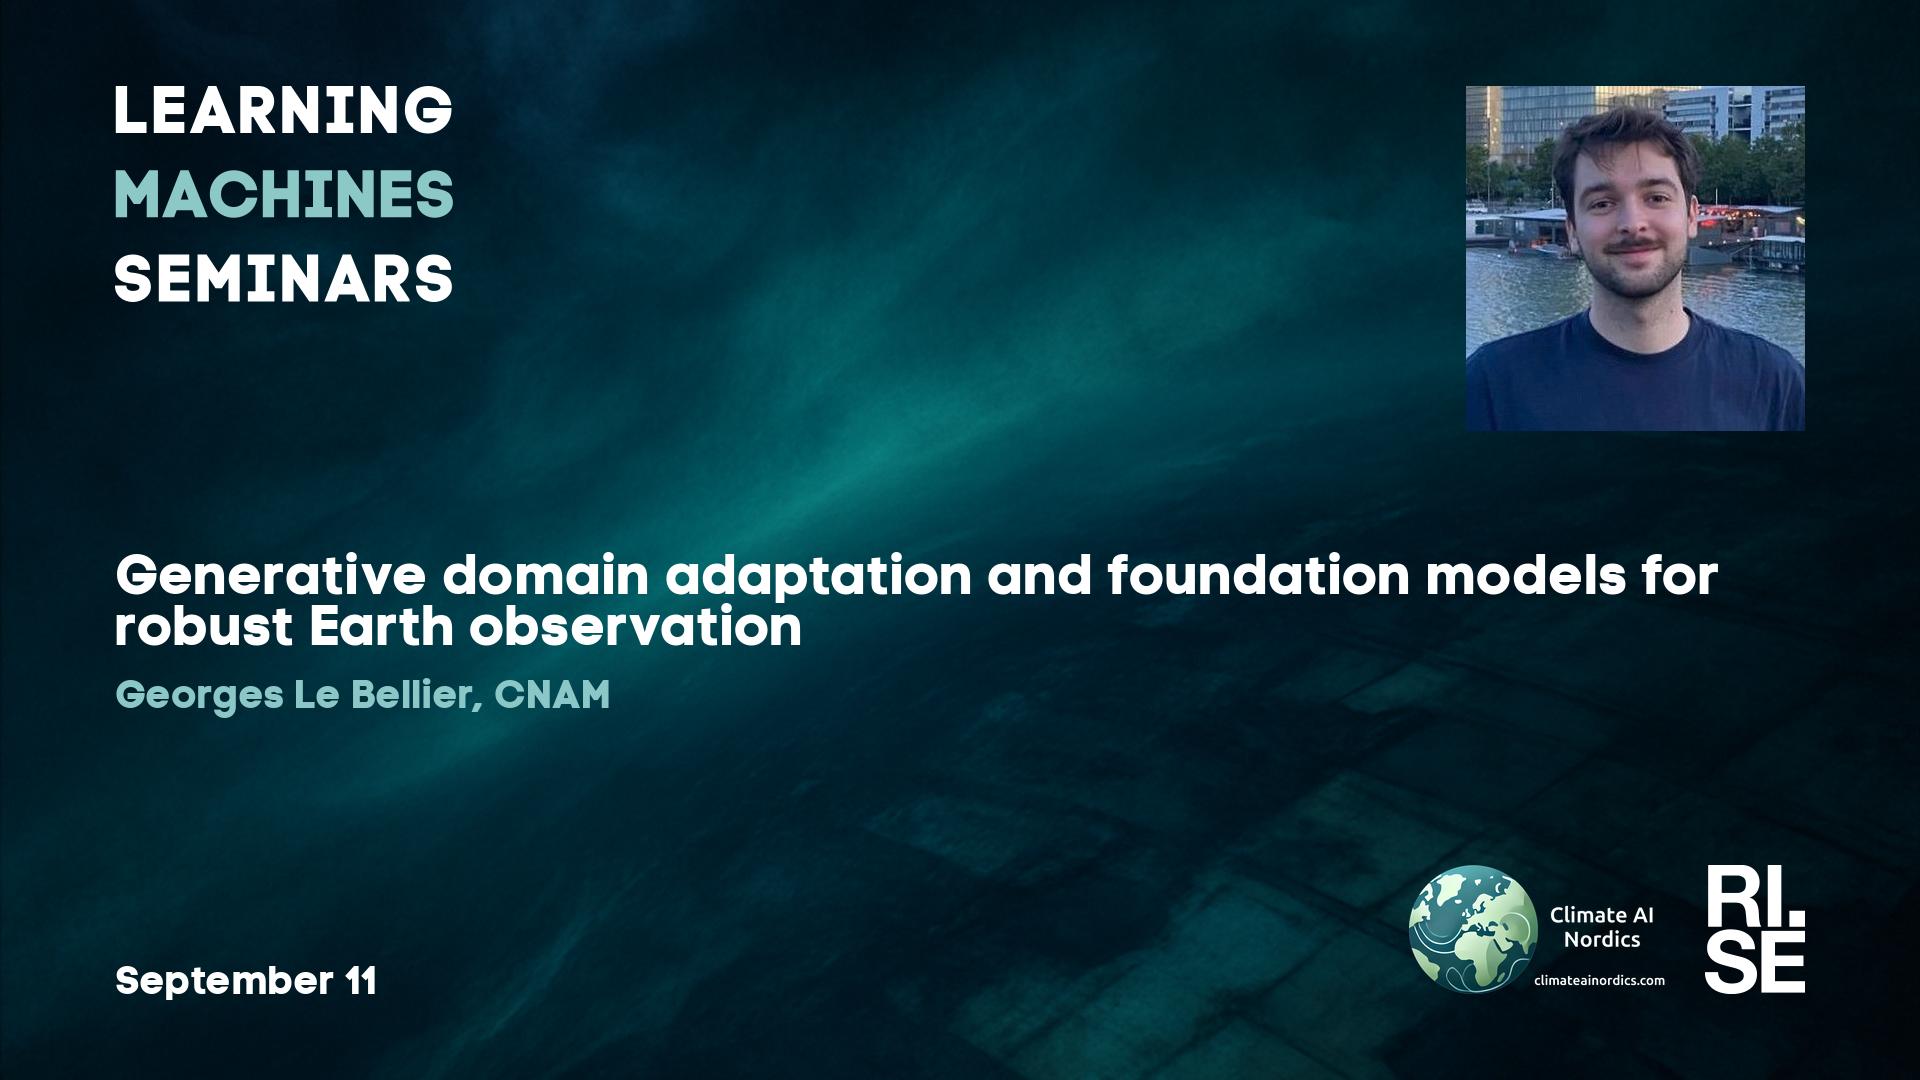 LEARNING
MACHINES
SEMINARS
Generative domain adaptation and foundation models for
robust Earth observation
Georges Le Bellier, CNAM
September 11
Climate AI
Nordics
climateainordics.com
RI.
SE